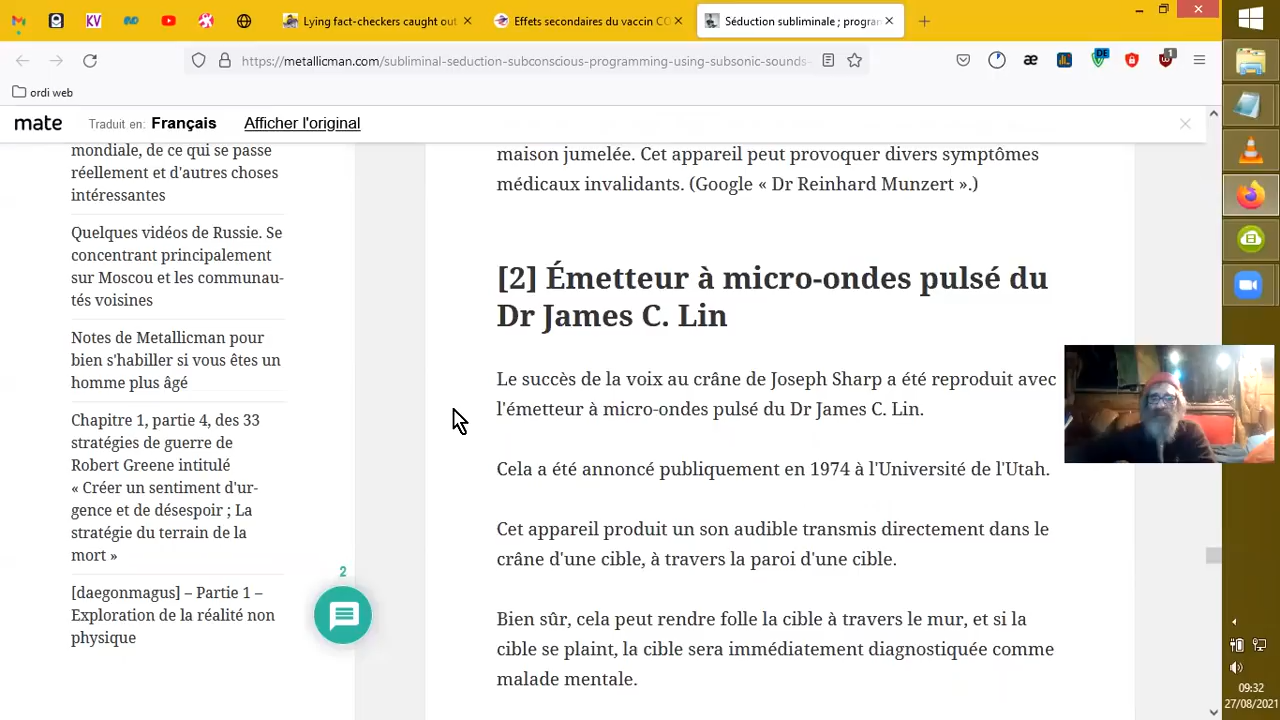 Lying fact-checkers caught out
Effets secondaires du vaccin CO
Séduction subliminale ; progran
https://metallicman.com/subliminal-seduction-subconscious-programming-using-subsonic-sounds-
DE
1
ordi web
mate
Traduit en: Français
Afficher l'original
mondiale, de ce qui se passe
réellement et d'autres choses
intéressantes
Quelques vidéos de Russie. Se
concentrant principalement
sur Moscou et les communau-
tés voisines
Notes de Metallicman pour
bien s'habiller si vous êtes un
homme plus âgé
Chapitre 1, partie 4, des 33
stratégies de guerre de
Robert Greene intitulé
« Créer un sentiment d'ur-
gence et de désespoir ; La
stratégie du terrain de la
mort »
[daegonmagus] – Partie 1 –
Exploration de la réalité non
physique
2
maison jumelée. Cet appareil peut provoquer divers symptômes
médicaux invalidants. (Google « Dr Reinhard Munzert ».)
[2] Émetteur à micro-ondes pulsé du
Dr James C. Lin
Le succès de la voix au crâne de Joseph Sharp a été reproduit avec
l'émetteur à micro-ondes pulsé du Dr James C. Lin.
Cela a été annoncé publiquement en 1974 à l'Université de l'Utah.
Cet appareil produit un son audible transmis directement dans le
crâne d'une cible, à travers la paroi d'une cible.
Bien sûr, cela peut rendre folle la cible à travers le mur, et si la
cible se plaint, la cible sera immédiatement diagnostiquée comme
malade mentale.
09:32
27/08/2021